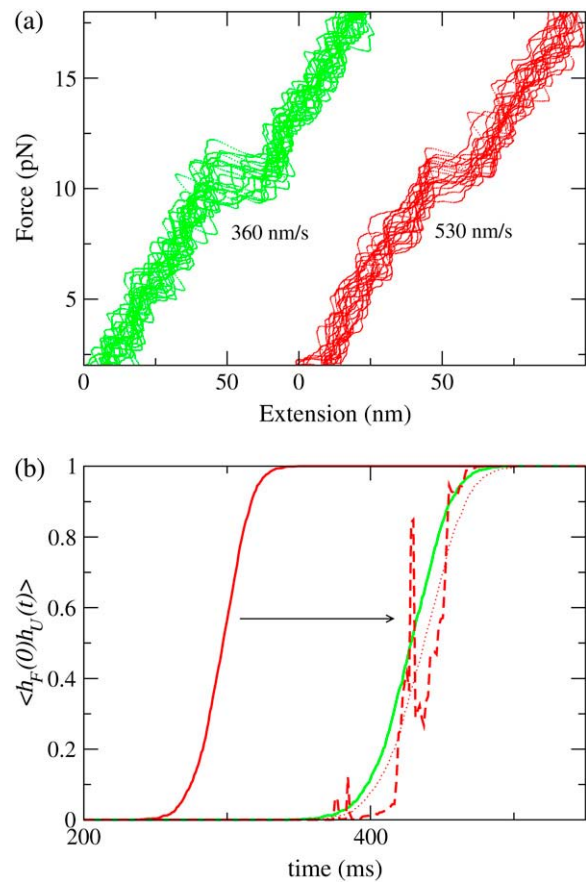 (a)
15
10
5
Force (pN)
360 nm/s
530 nm/s
0
50
0
50
Extension (nm)
(b)
1
0.8
0.6
0.4
0.2
0
<h_F(0)h_U(t)>
200
400
time (ms)